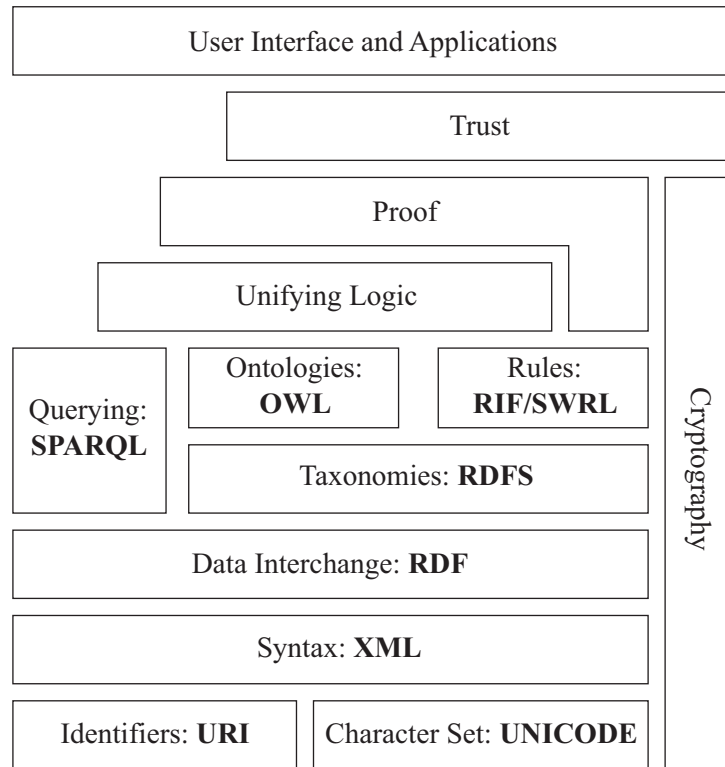 User Interface and Applications
Trust
Proof
Unifying Logic
Ontologies:
OWL
Rules:
RIF/SWRL
Querying:
SPARQL
Taxonomies: RDFS
Data Interchange: RDF
Syntax: XML
Identifiers: URI
Character Set: UNICODE
Cryptography